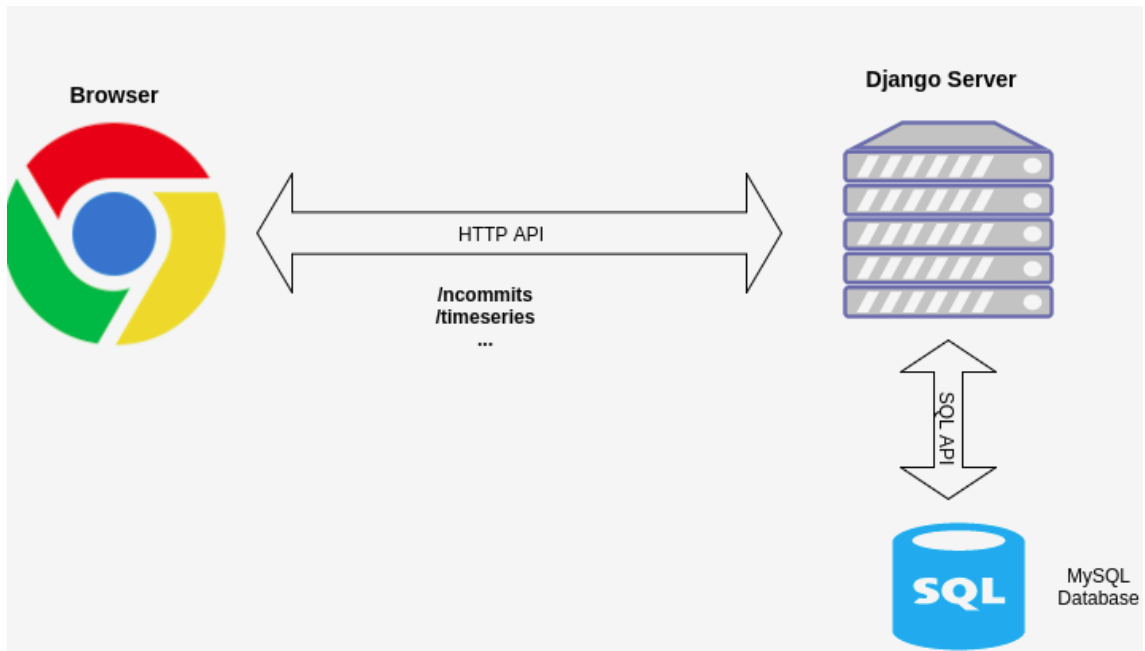 Browser
Django Server
HTTP API
/ncommits
/timeseries
...
SQL API
SQL
MySQL
Database